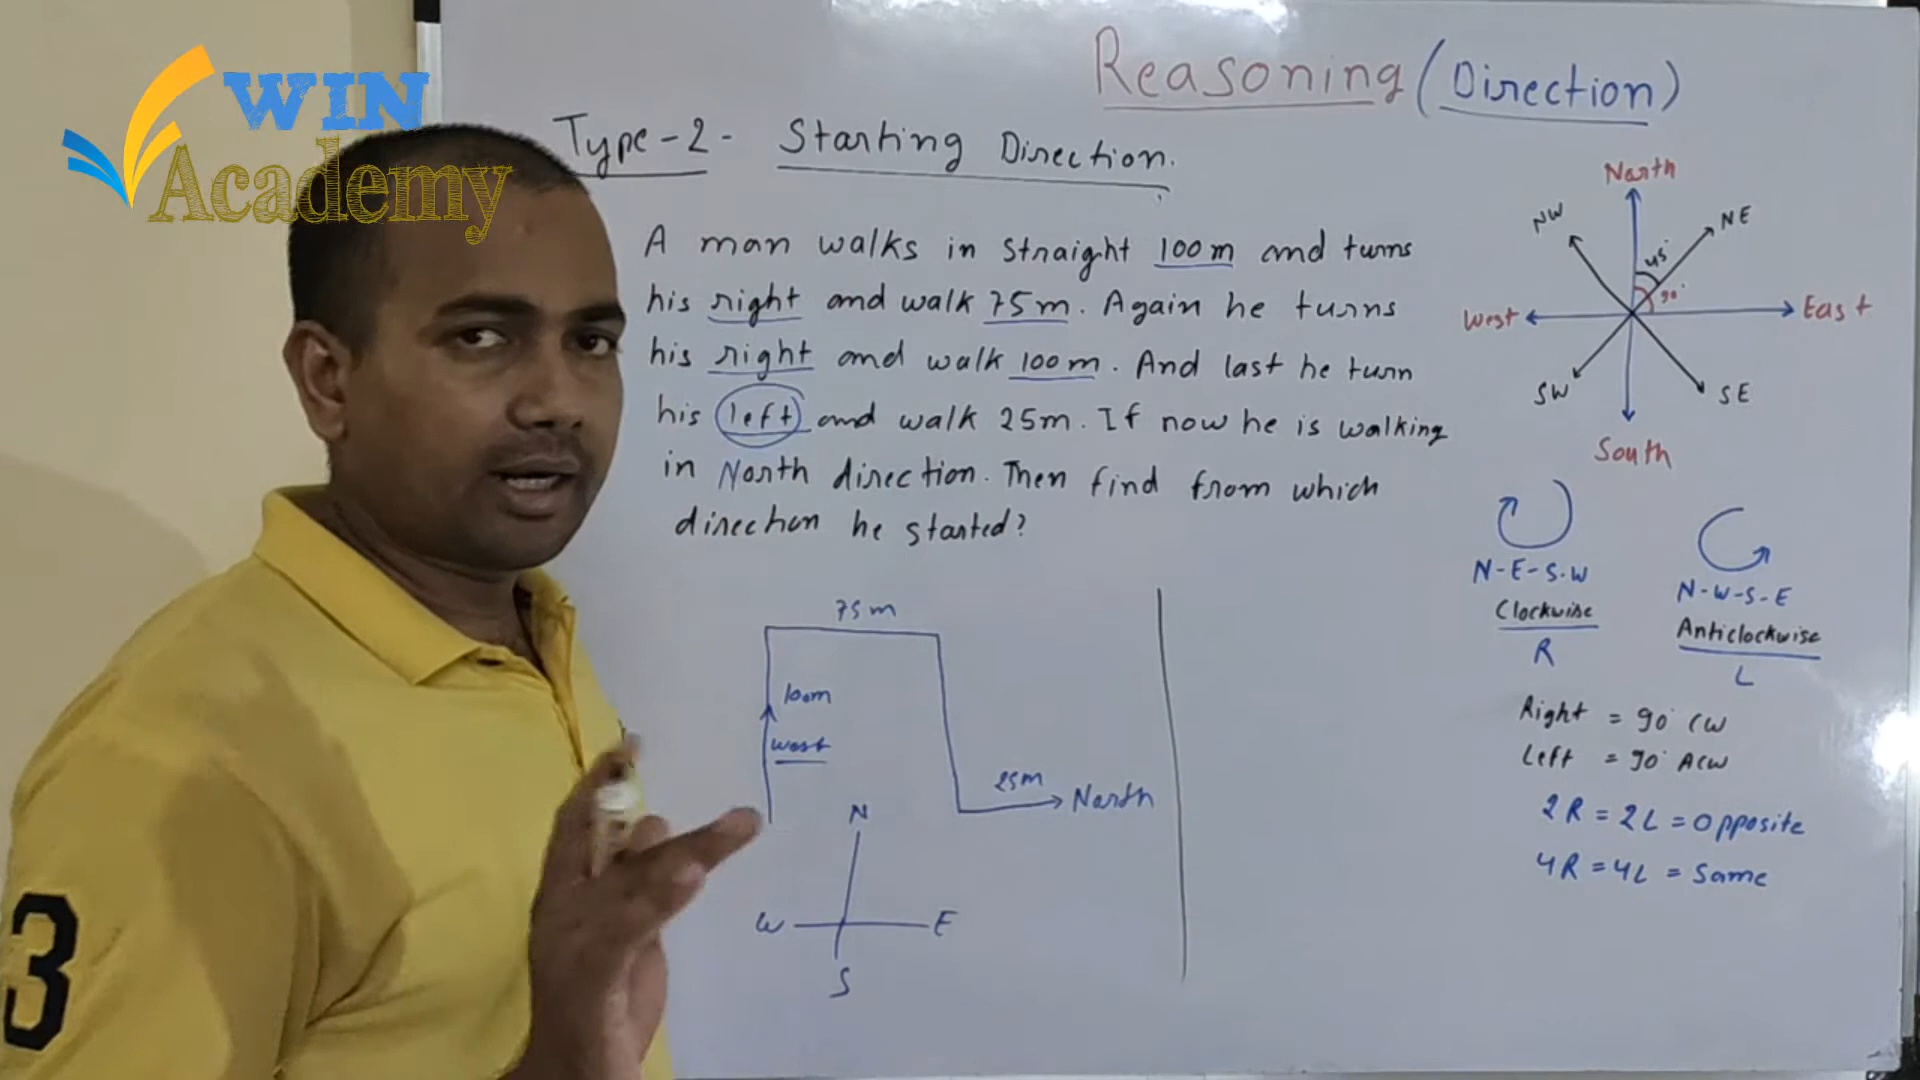 WIN
Academy
Reasoning (Direction)
Type-2- Starting Direction.
A man walks in straight 100 m and turns
his right and walk 75 m. Again he turns
his right and walk 100 m. And last he turn
his left and walk 25m. If now he is walking
in North direction. Then find from which
direction he started?
75 m
100m
west
25m
North
N
W
E
S
North
NW
NE
45°
90°
West
East
SW
SE
South
N-E-S-W
Clockwise
R
N-W-S-E
Anticlockwise
L
Right = 90° CW
Left = 90° ACW
2R = 2L = Opposite
4R = 4L = Same
3